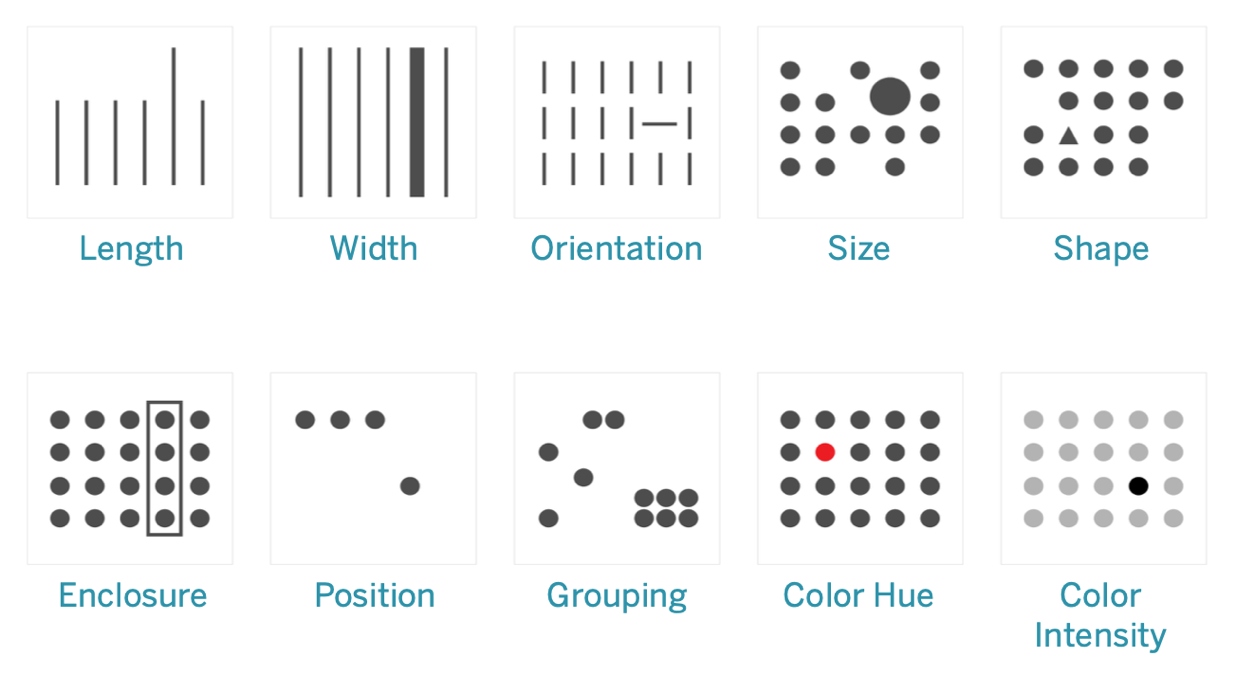 Length
Width
Orientation
Size
Shape
Enclosure
Position
Grouping
Color Hue
Color
Intensity